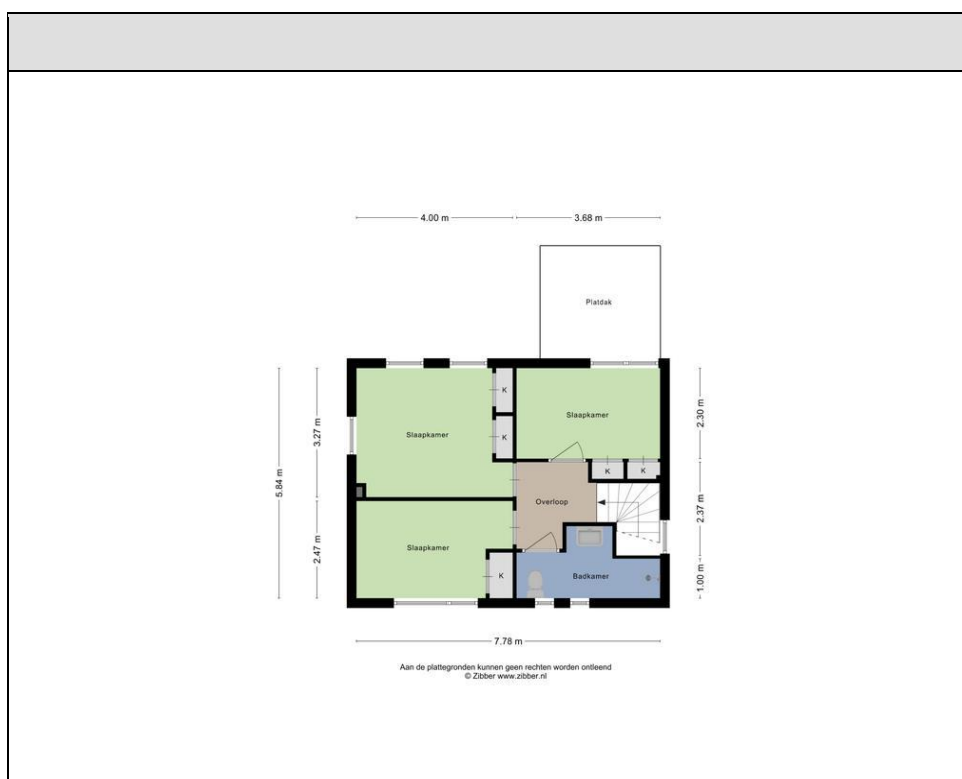 4.00 m
3.68 m
Platdak
K
Slaapkamer
Slaapkamer
2.30 m
3.27 m
K
K
K
5.84 m
Overloop
2.37 m
Slaapkamer
2.47 m
K
Badkamer
1.00 m
7.78 m
Aan de plattegronden kunnen geen rechten worden ontleend
© Zibber www.zibber.nl